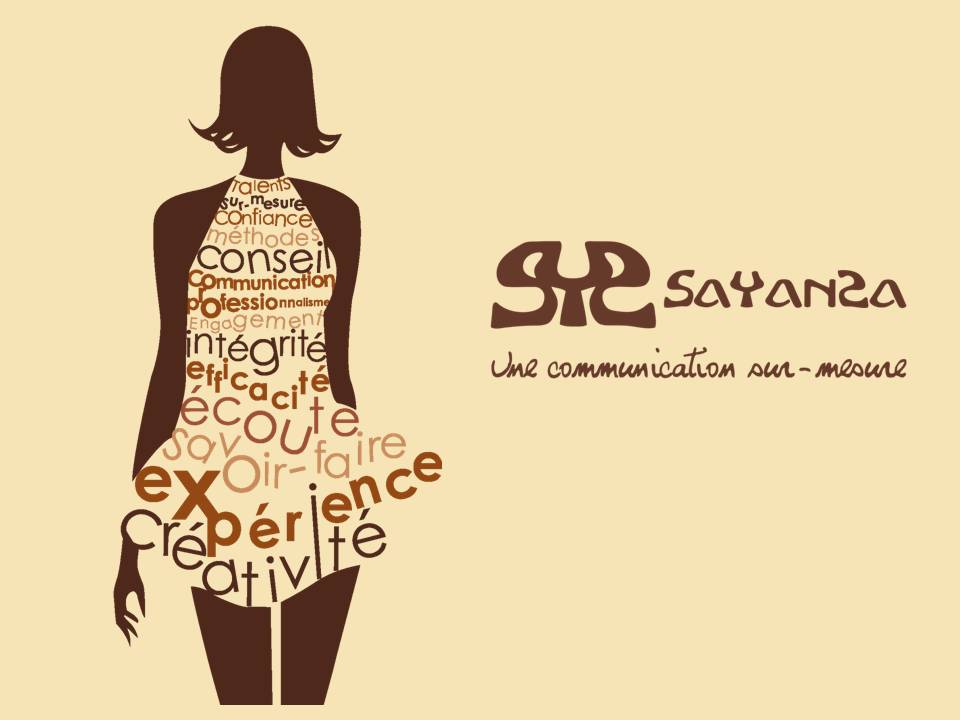 Talents
sur-mesure
confiance
méthodes
conseil
communication
professionnalisme
Engagement
intégrité
efficacité
écoute
savoir-faire
expérience
créativité
SaYanza
Une communication sur-mesure